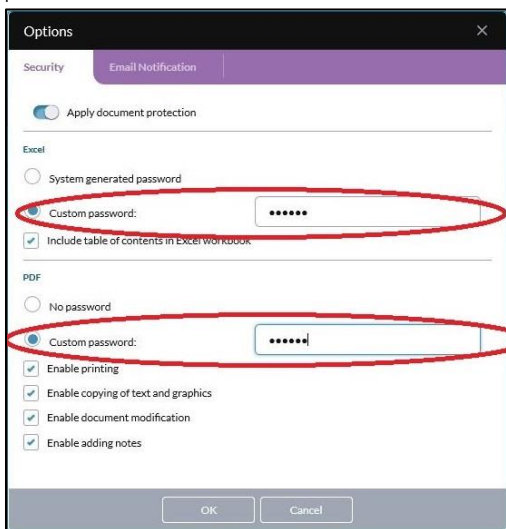 Options
Security Email Notification
Apply document protection
Excel
System generated password
Custom password: ••••••
Include table of contents in Excel workbook
PDF
No password
Custom password: ••••••
Enable printing
Enable copying of text and graphics
Enable document modification
Enable adding notes
OK Cancel